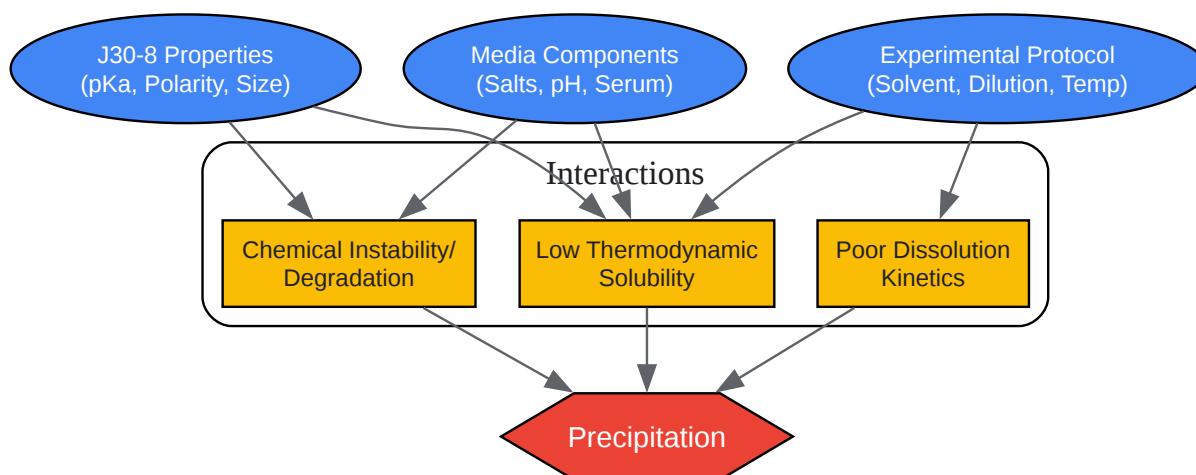 J30-8 Properties
(pKa, Polarity, Size)
Media Components
(Salts, pH, Serum)
Experimental Protocol
(Solvent, Dilution, Temp)
Interactions
Chemical Instability/
Degradation
Low Thermodynamic
Solubility
Poor Dissolution
Kinetics
Precipitation